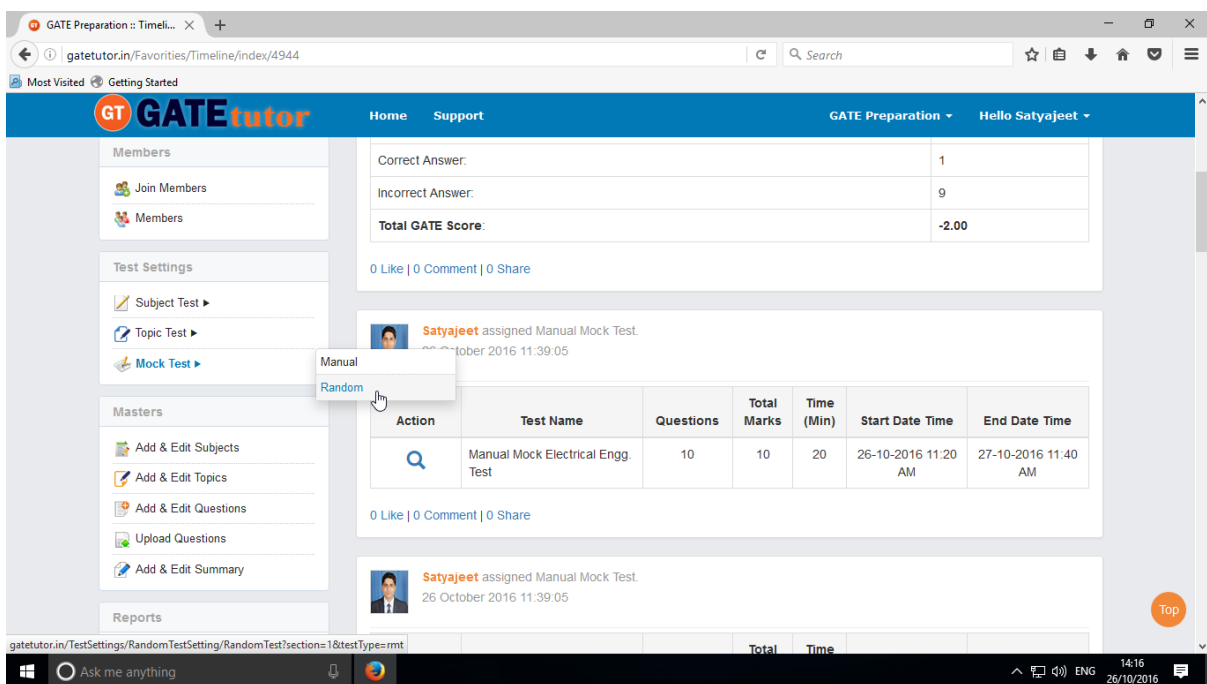 GATE Preparation :: Timeli...
gatetutor.in/Favorities/Timeline/index/4944
Search
Most Visited
Getting Started
GT GATEtutor
Home
Support
GATE Preparation
Hello Satyajeet
Members
Join Members
Members
Test Settings
Subject Test
Topic Test
Mock Test
Manual
Random
Masters
Add & Edit Subjects
Add & Edit Topics
Add & Edit Questions
Upload Questions
Add & Edit Summary
Reports
Correct Answer: 1
Incorrect Answer: 9
Total GATE Score: -2.00
0 Like | 0 Comment | 0 Share
Satyajeet assigned Manual Mock Test.
October 2016 11:39:05
Action Test Name Questions Total Marks Time (Min) Start Date Time End Date Time
Manual Mock Electrical Engg. Test 10 10 20 26-10-2016 11:20 AM 27-10-2016 11:40 AM
0 Like | 0 Comment | 0 Share
Satyajeet assigned Manual Mock Test.
26 October 2016 11:39:05
Total Time
Top
gatetutor.in/TestSettings/RandomTestSetting/RandomTest?section=1&testType=rmt
Ask me anything
ENG
14:16
26/10/2016